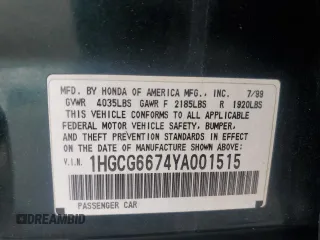 MFD. BY HONDA OF AMERICA MFG., INC. 7/99
GVWR 4035LBS GAWR F 2185LBS R 1920LBS
THIS VEHICLE CONFORMS TO ALL APPLICABLE
FEDERAL MOTOR VEHICLE SAFETY, BUMPER,
AND THEFT PREVENTION STANDARDS IN EFFECT
ON THE DATE OF MANUFACTURE SHOWN ABOVE.
V.I.N. 1HGCG6674YA001515
PASSENGER CAR
DREAMBID